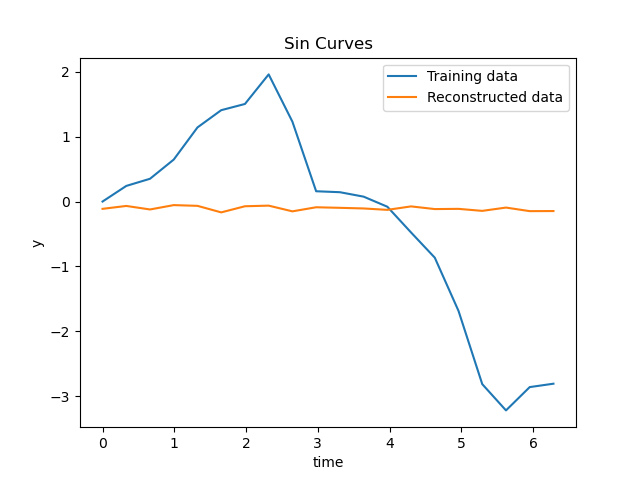 Sin Curves
Training data
Reconstructed data
2
1
0
−1
−2
−3
y
0 1 2 3 4 5 6
time